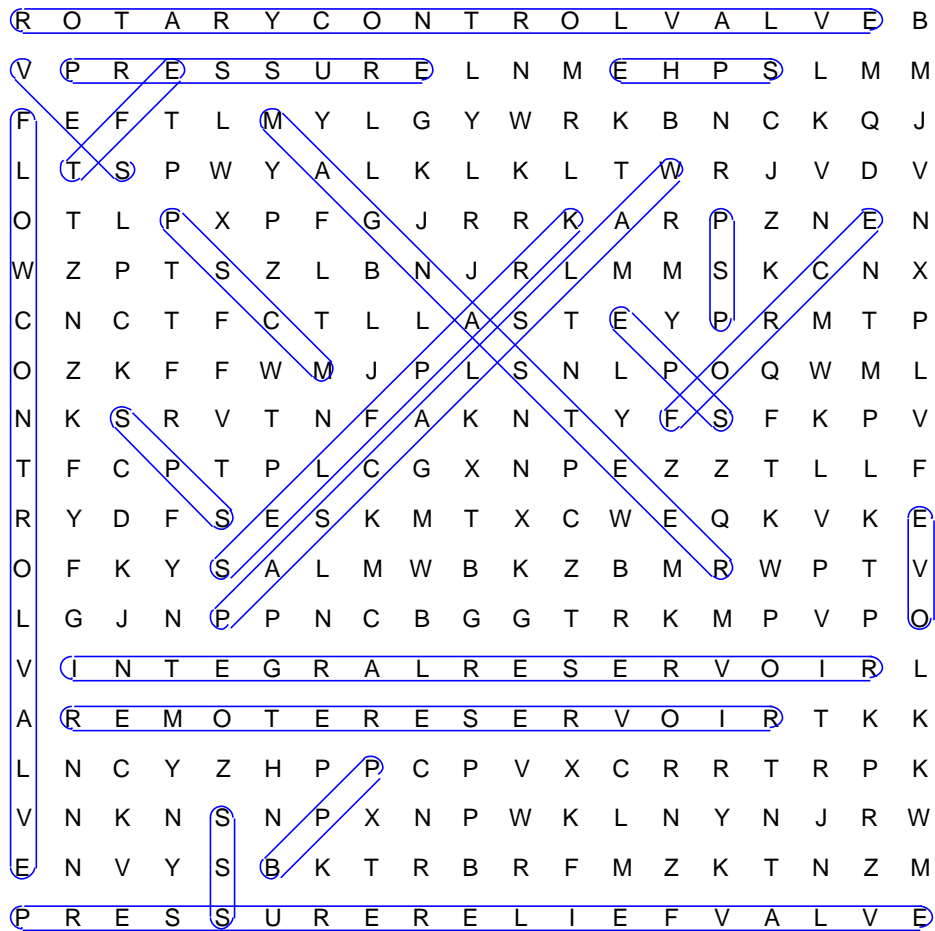 R O T A R Y C O N T R O L V A L V E B
V P R E S S U R E L N M E H P S L M M
F E F T L M Y L G Y W R K B N C K Q J
L T S P W Y A L K L K L T W R J V D V
O T L P X P F G J R R K A R P Z N E N
W Z P T S Z L B N J R L M M S K C N X
C N C T F C T L L A S T E Y P R M T P
O Z K F F W M J P L S N L P O Q W M L
N K S R V T N F A K N T Y F S F K P V
T F C P T P L C G X N P E Z Z T L L F
R Y D F S E S K M T X C W E Q K V K E
O F K Y S A L M W B K Z B M R W P T V
L G J N P P N C B G G T R K M P V P O
V I N T E G R A L R E S E R V O I R L
A R E M O T E R E S E R V O I R T K K
L N C Y Z H P P C P V X C R R T R P K
V N K N S N P X N P W K L N Y N J R W
E N V Y S B K T R B R F M Z K T N Z M
P R E S S U R E R E L I E F V A L V E